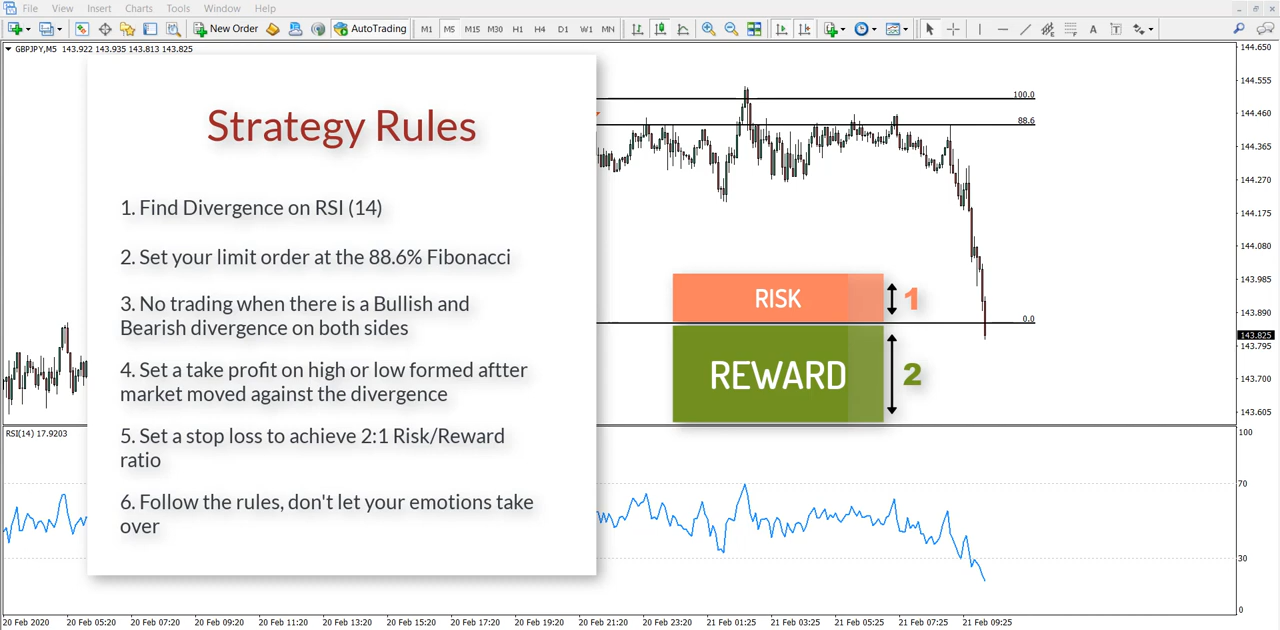 File View Insert Charts Tools Window Help
New Order AutoTrading M1 M5 M15 M30 H1 H4 D1 W1 MN
GBPJPY,M5 143.922 143.935 143.813 143.825
Strategy Rules
1. Find Divergence on RSI (14)
2. Set your limit order at the 88.6% Fibonacci
3. No trading when there is a Bullish and
Bearish divergence on both sides
4. Set a take profit on high or low formed aftter
market moved against the divergence
5. Set a stop loss to achieve 2:1 Risk/Reward
ratio
6. Follow the rules, don't let your emotions take
over
100.0
88.6
0.0
RISK
1
REWARD
2
144.650
144.555
144.460
144.365
144.270
144.175
144.080
143.985
143.890
143.825
143.795
143.700
143.605
RSI(14) 17.9203
100
70
30
0
20 Feb 2020 20 Feb 05:20 20 Feb 07:20 20 Feb 09:20 20 Feb 11:20 20 Feb 13:20 20 Feb 15:20 20 Feb 17:20 20 Feb 19:20 20 Feb 21:20 20 Feb 23:20 21 Feb 01:25 21 Feb 03:25 21 Feb 05:25 21 Feb 07:25 21 Feb 09:25